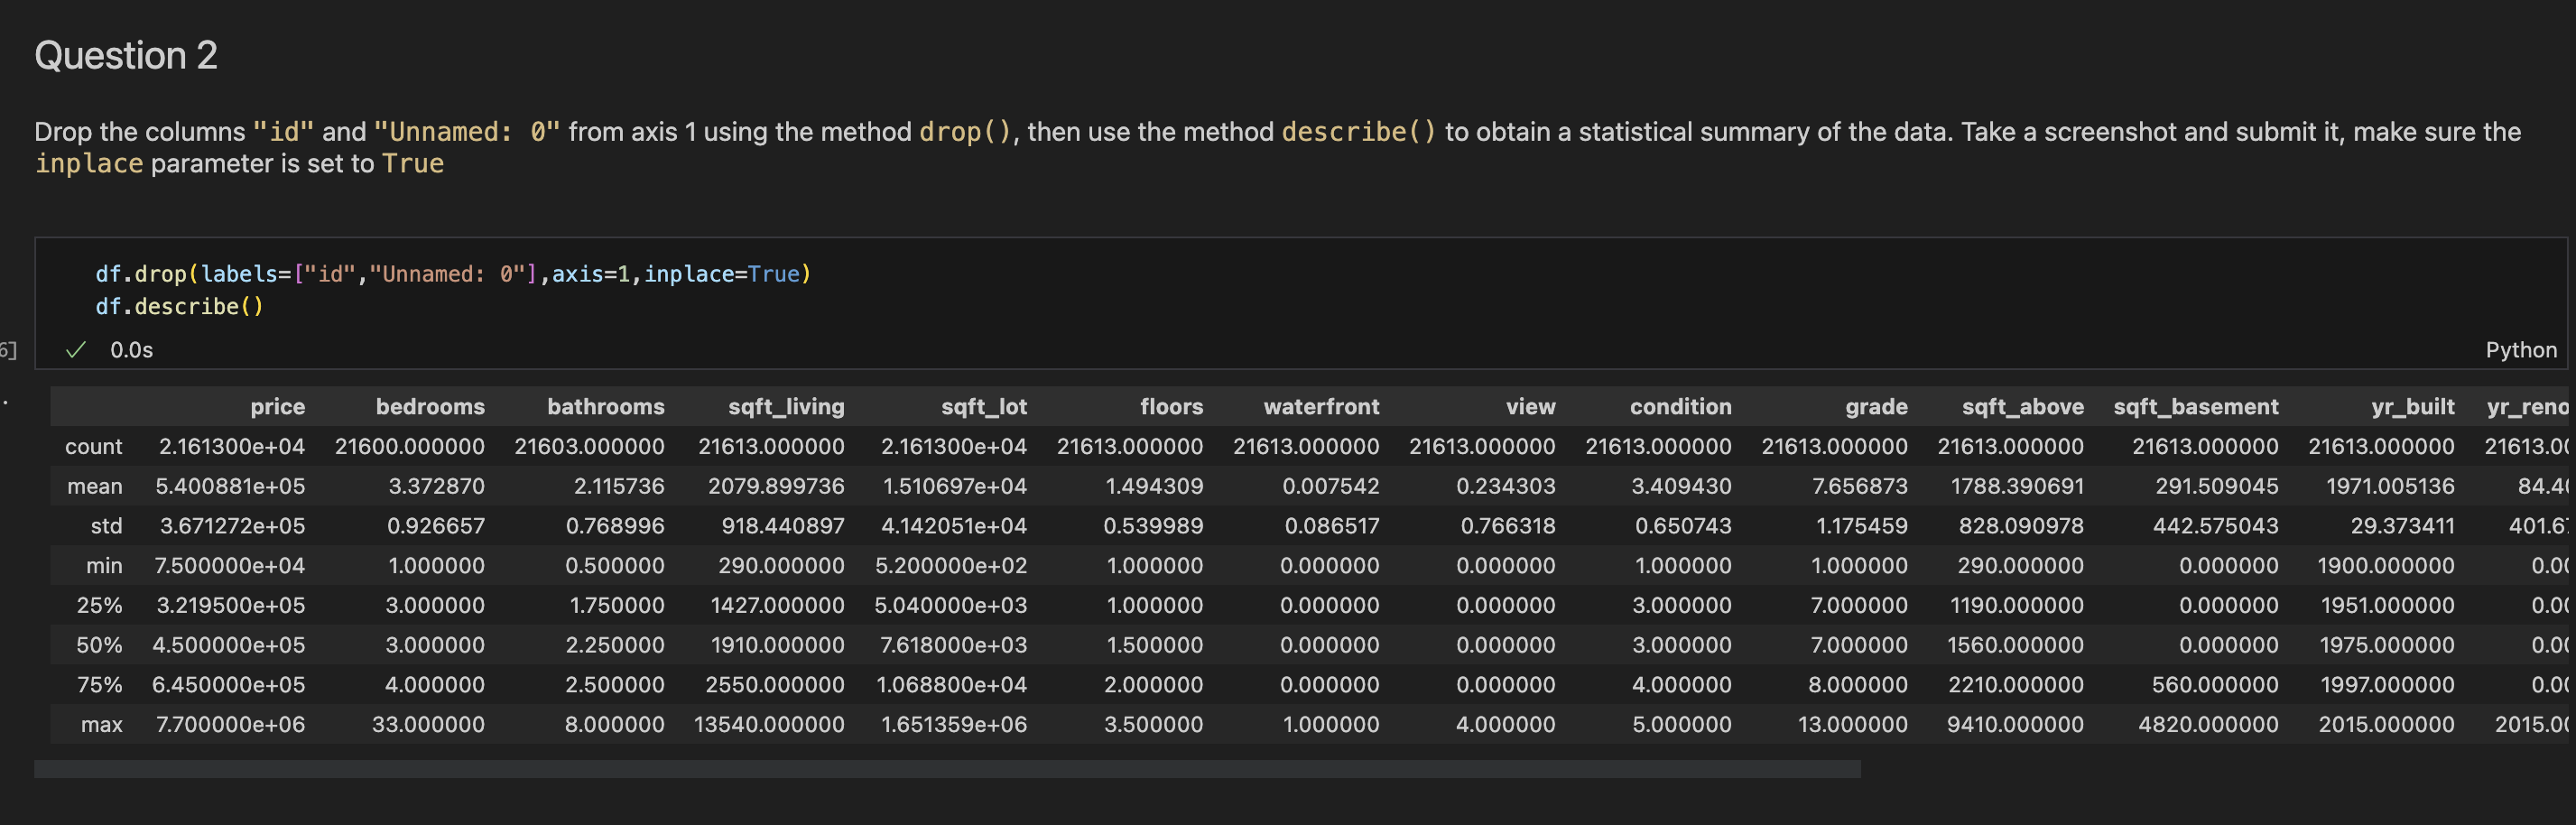 Question 2
Drop the columns "id" and "Unnamed: 0" from axis 1 using the method drop(), then use the method describe() to obtain a statistical summary of the data. Take a screenshot and submit it, make sure the
inplace parameter is set to True
df.drop(labels=["id","Unnamed: 0"],axis=1,inplace=True)
df.describe()
6]
0.0s
Python
price bedrooms bathrooms sqft_living sqft_lot floors waterfront view condition grade sqft_above sqft_basement yr_built yr_reno
count 2.161300e+04 21600.000000 21603.000000 21613.000000 2.161300e+04 21613.000000 21613.000000 21613.000000 21613.000000 21613.000000 21613.000000 21613.000000 21613.000000 21613.00
mean 5.400881e+05 3.372870 2.115736 2079.899736 1.510697e+04 1.494309 0.007542 0.234303 3.409430 7.656873 1788.390691 291.509045 1971.005136 84.40
std 3.671272e+05 0.926657 0.768996 918.440897 4.142051e+04 0.539989 0.086517 0.766318 0.650743 1.175459 828.090978 442.575043 29.373411 401.67
min 7.500000e+04 1.000000 0.500000 290.000000 5.200000e+02 1.000000 0.000000 0.000000 1.000000 1.000000 290.000000 0.000000 1900.000000 0.00
25% 3.219500e+05 3.000000 1.750000 1427.000000 5.040000e+03 1.000000 0.000000 0.000000 3.000000 7.000000 1190.000000 0.000000 1951.000000 0.00
50% 4.500000e+05 3.000000 2.250000 1910.000000 7.618000e+03 1.500000 0.000000 0.000000 3.000000 7.000000 1560.000000 0.000000 1975.000000 0.00
75% 6.450000e+05 4.000000 2.500000 2550.000000 1.068800e+04 2.000000 0.000000 0.000000 4.000000 8.000000 2210.000000 560.000000 1997.000000 0.00
max 7.700000e+06 33.000000 8.000000 13540.000000 1.651359e+06 3.500000 1.000000 4.000000 5.000000 13.000000 9410.000000 4820.000000 2015.000000 2015.00